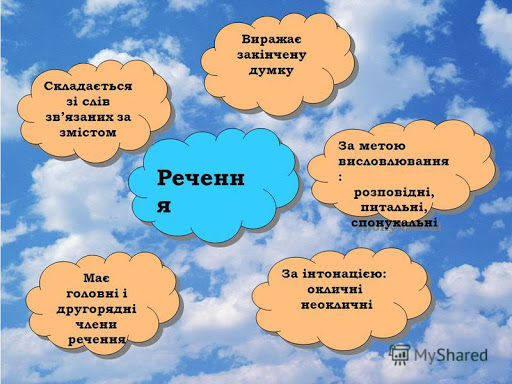 Виражає
закінчену
думку
Складається
зі слів
зв’язаних за
змістом
За метою
висловлювання
:
розповідні,
питальні,
спонукальні
Реченн
я
Має
головні і
другорядні
члени
речення
За інтонацією:
окличні
неокличні
MyShared